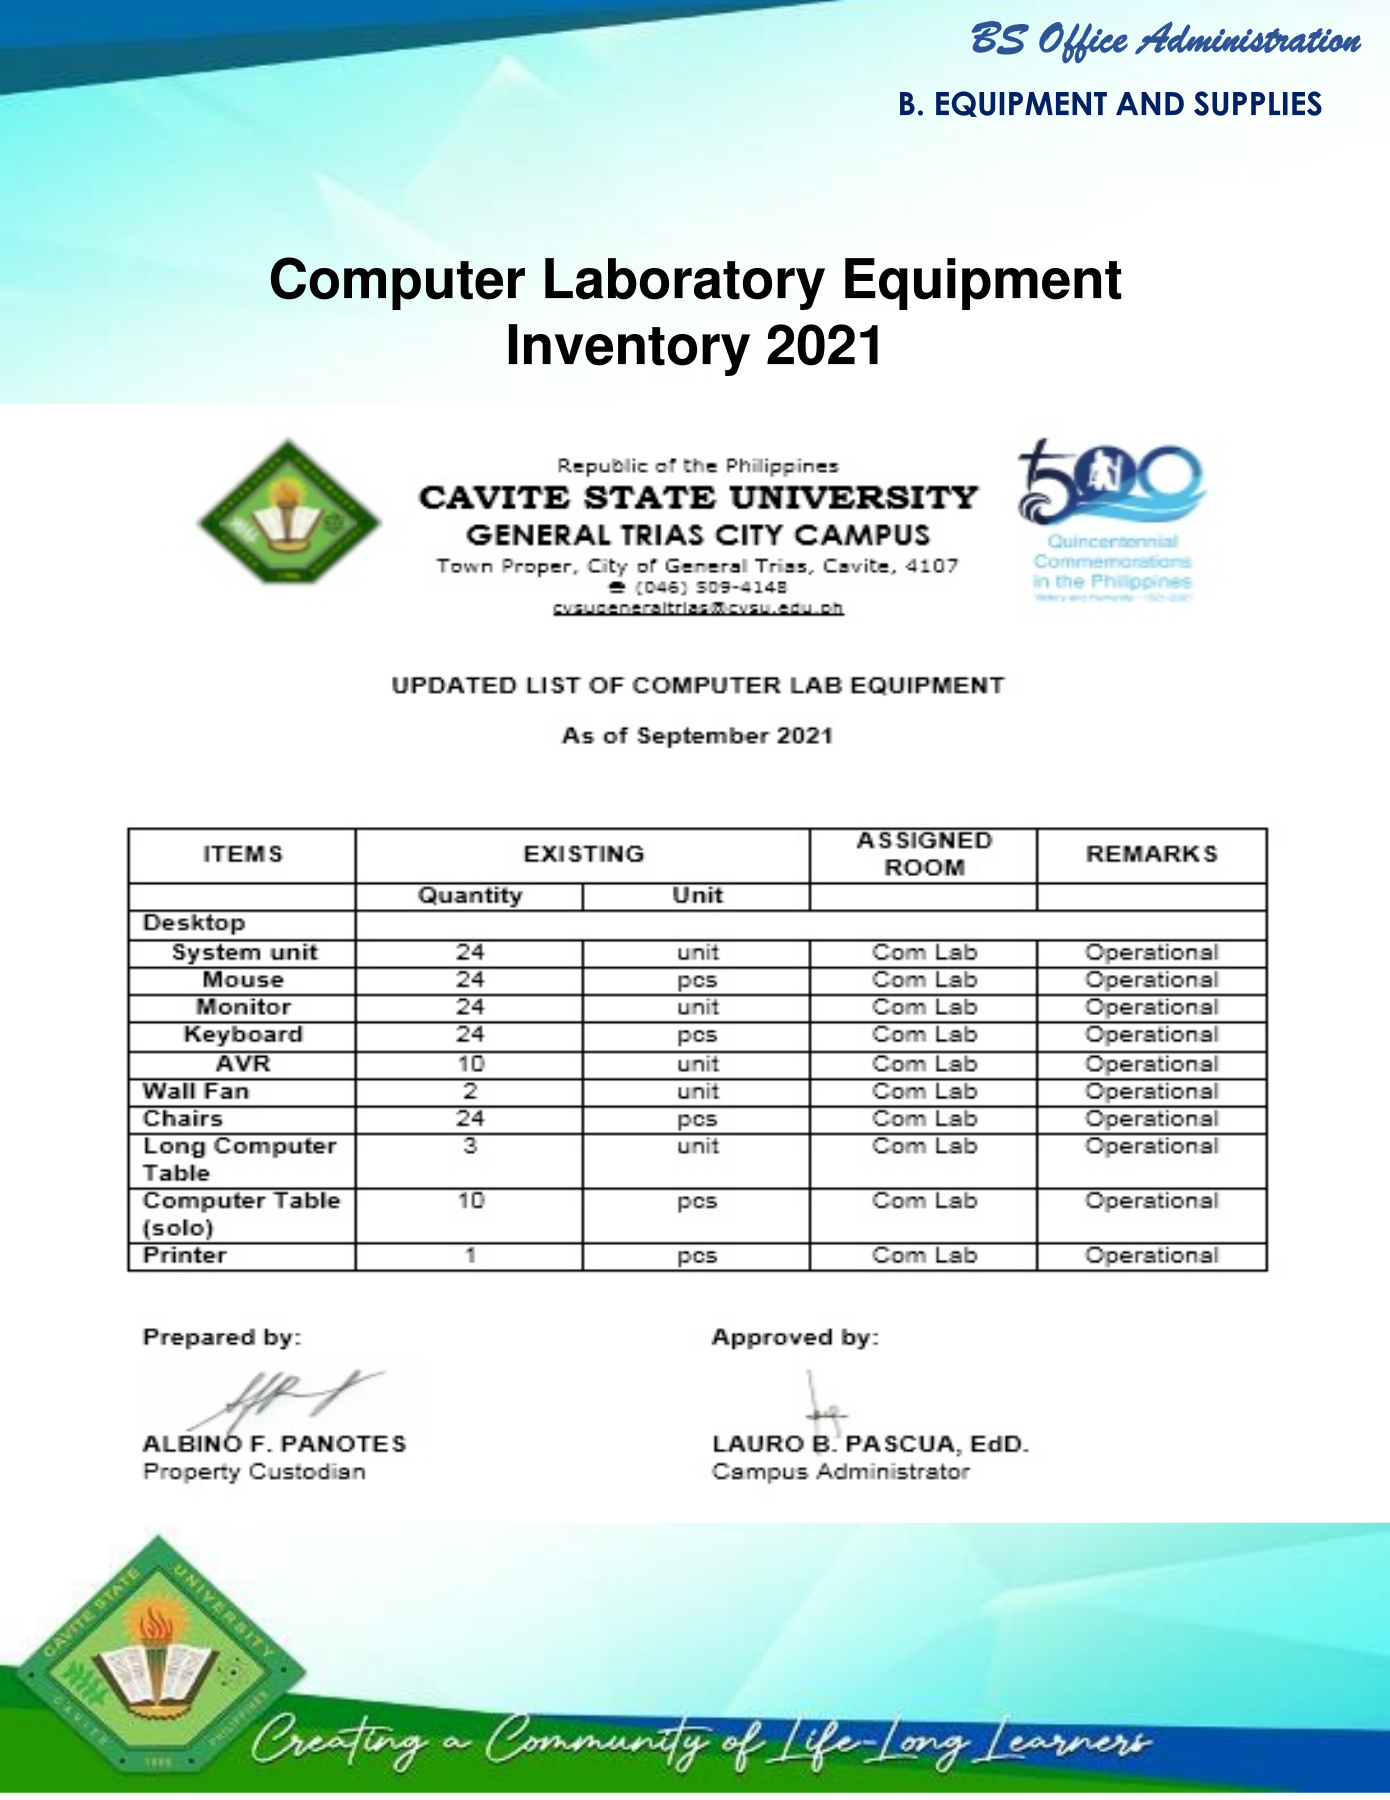 BS Office Administration
B. EQUIPMENT AND SUPPLIES
Computer Laboratory Equipment
Inventory 2021
Republic of the Philippines
CAVITE STATE UNIVERSITY
GENERAL TRIAS CITY CAMPUS
Town Proper, City of General Trias, Cavite, 4107
☎ (046) 509-4148
cvsugeneraltrias@cvsu.edu.ph
500
Quincentennial
Commemorations
in the Philippines
UPDATED LIST OF COMPUTER LAB EQUIPMENT
As of September 2021
ITEMS EXISTING ASSIGNED ROOM REMARKS
Quantity Unit
Desktop
System unit 24 unit Com Lab Operational
Mouse 24 pcs Com Lab Operational
Monitor 24 unit Com Lab Operational
Keyboard 24 pcs Com Lab Operational
AVR 10 unit Com Lab Operational
Wall Fan 2 unit Com Lab Operational
Chairs 24 pcs Com Lab Operational
Long Computer 3 unit Com Lab Operational
Table
Computer Table 10 pcs Com Lab Operational
(solo)
Printer 1 pcs Com Lab Operational
Prepared by: Approved by:
ALBINO F. PANOTES LAURO B. PASCUA, EdD.
Property Custodian Campus Administrator
CAVITE STATE UNIVERSITY
CAVITE 1906 PHILIPPINES
Creating a Community of Life-Long Learners